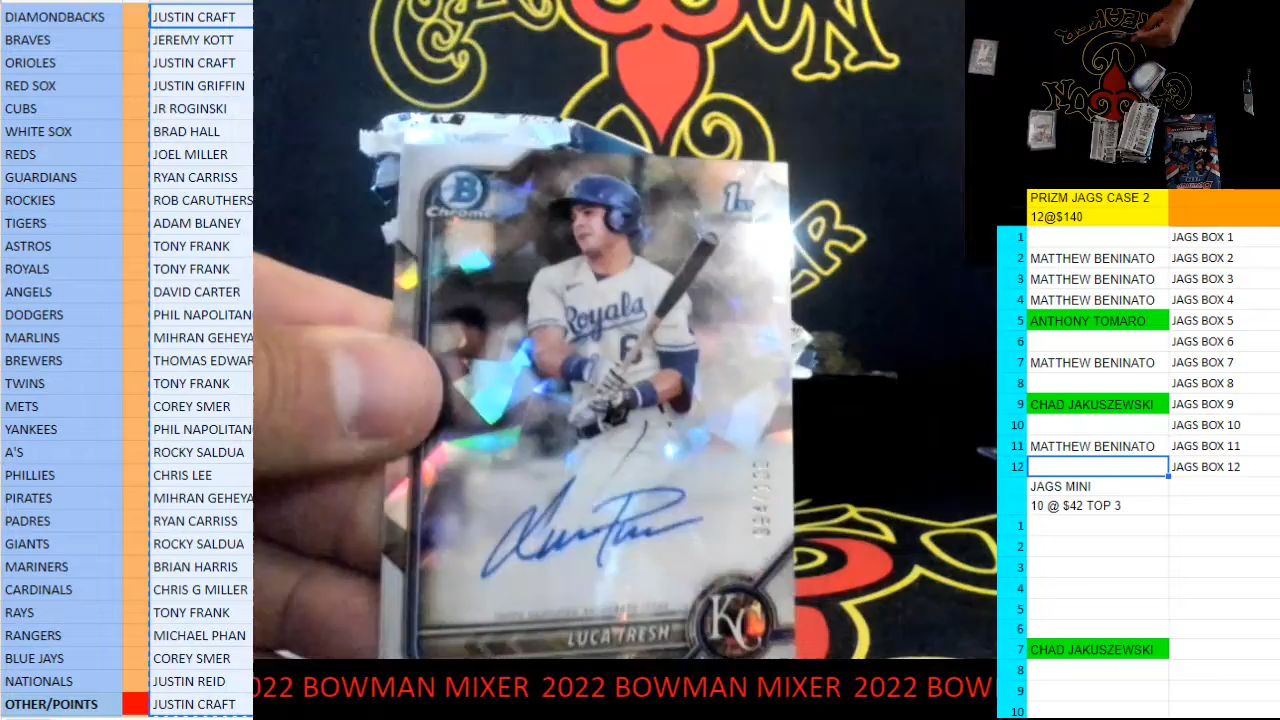 DIAMONDBACKS JUSTIN CRAFT
BRAVES JEREMY KOTT
ORIOLES JUSTIN CRAFT
RED SOX JUSTIN GRIFFIN
CUBS JR ROGINSKI
WHITE SOX BRAD HALL
REDS JOEL MILLER
GUARDIANS RYAN CARRISS
ROCKIES ROB CARUTHERS
TIGERS ADAM BLANEY
ASTROS TONY FRANK
ROYALS TONY FRANK
ANGELS DAVID CARTER
DODGERS PHIL NAPOLITAN
MARLINS MIHRAN GEHEYA
BREWERS THOMAS EDWAR
TWINS TONY FRANK
METS COREY SMER
YANKEES PHIL NAPOLITAN
A'S ROCKY SALDUA
PHILLIES CHRIS LEE
PIRATES MIHRAN GEHEYA
PADRES RYAN CARRISS
GIANTS ROCKY SALDUA
MARINERS BRIAN HARRIS
CARDINALS CHRIS G MILLER
RAYS TONY FRANK
RANGERS MICHAEL PHAN
BLUE JAYS COREY SMER
NATIONALS JUSTIN REID
OTHER/POINTS JUSTIN CRAFT
B
Chrome
1st
Royals
6
LUCA TRESH
KC
022 BOWMAN MIXER 2022 BOWMAN MIXER 2022 BOWN
PRIZM JAGS CASE 2
12@$140
1 JAGS BOX 1
2 MATTHEW BENINATO JAGS BOX 2
3 MATTHEW BENINATO JAGS BOX 3
4 MATTHEW BENINATO JAGS BOX 4
5 ANTHONY TOMARO JAGS BOX 5
6 JAGS BOX 6
7 MATTHEW BENINATO JAGS BOX 7
8 JAGS BOX 8
9 CHAD JAKUSZEWSKI JAGS BOX 9
10 JAGS BOX 10
11 MATTHEW BENINATO JAGS BOX 11
12 JAGS BOX 12
JAGS MINI
10 @ $42 TOP 3
1
2
3
4
5
6
7 CHAD JAKUSZEWSKI
8
9
10